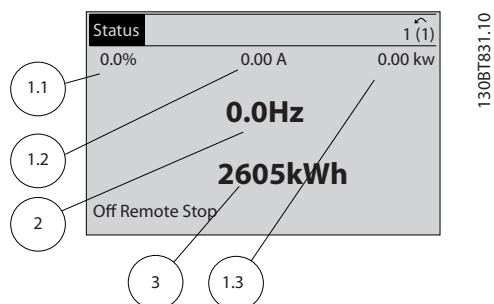 Status
1 (1)
0.0%
0.00 A
0.00 kw
0.0Hz
2605kWh
Off Remote Stop
1.1
1.2
2
3
1.3
130BT831.10